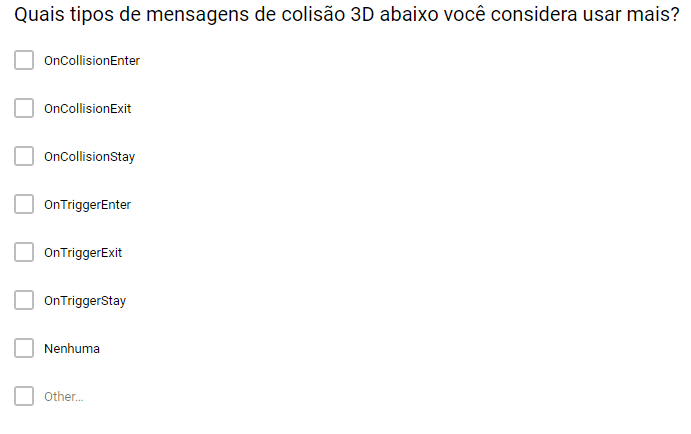 Quais tipos de mensagens de colisão 3D abaixo você considera usar mais?
OnCollisionEnter
OnCollisionExit
OnCollisionStay
OnTriggerEnter
OnTriggerExit
OnTriggerStay
Nenhuma
Other...